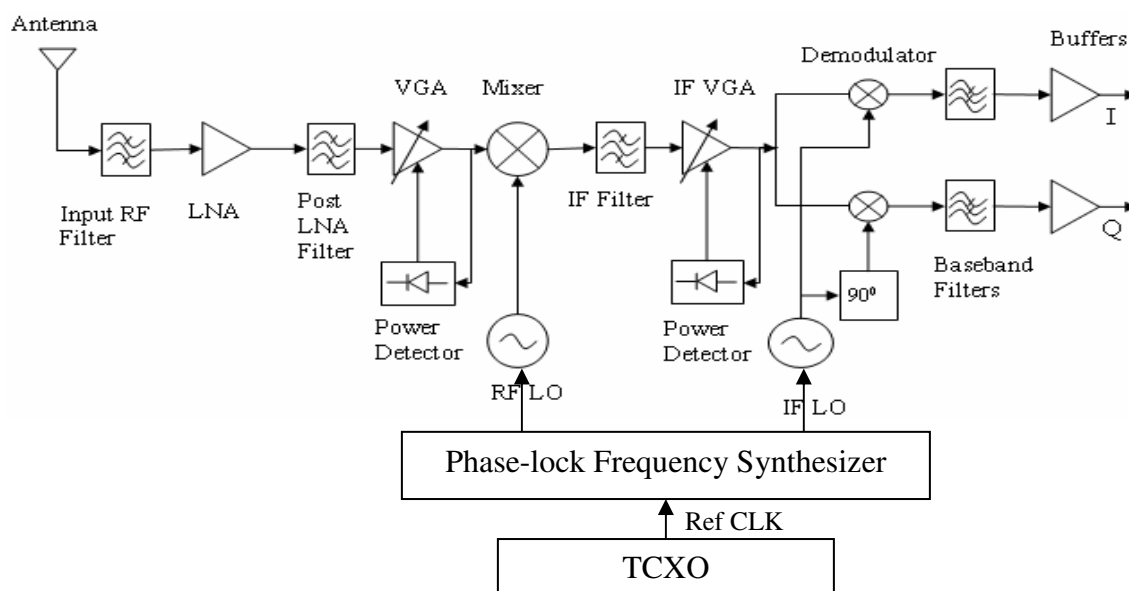 Antenna
Input RF
Filter
LNA
Post
LNA
Filter
VGA
Power
Detector
Mixer
RF LO
IF Filter
IF VGA
Power
Detector
IF LO
Demodulator
90⁰
Baseband
Filters
Buffers
I
Q
Phase-lock Frequency Synthesizer
Ref CLK
TCXO